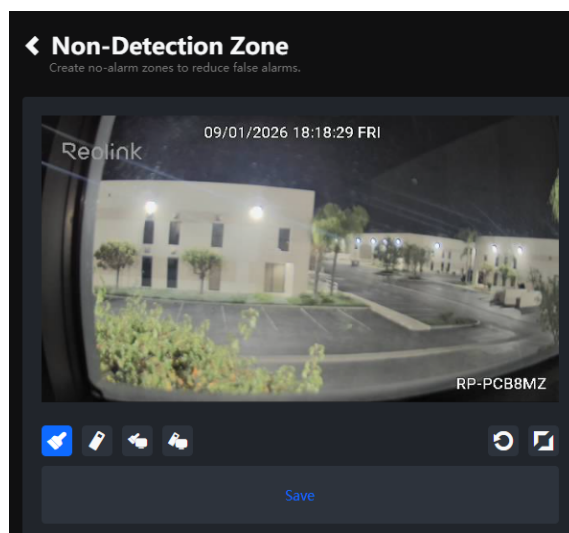 Non-Detection Zone
Create no-alarm zones to reduce false alarms.
09/01/2026 18:18:29 FRI
Reolink
RP-PCB8MZ
Save